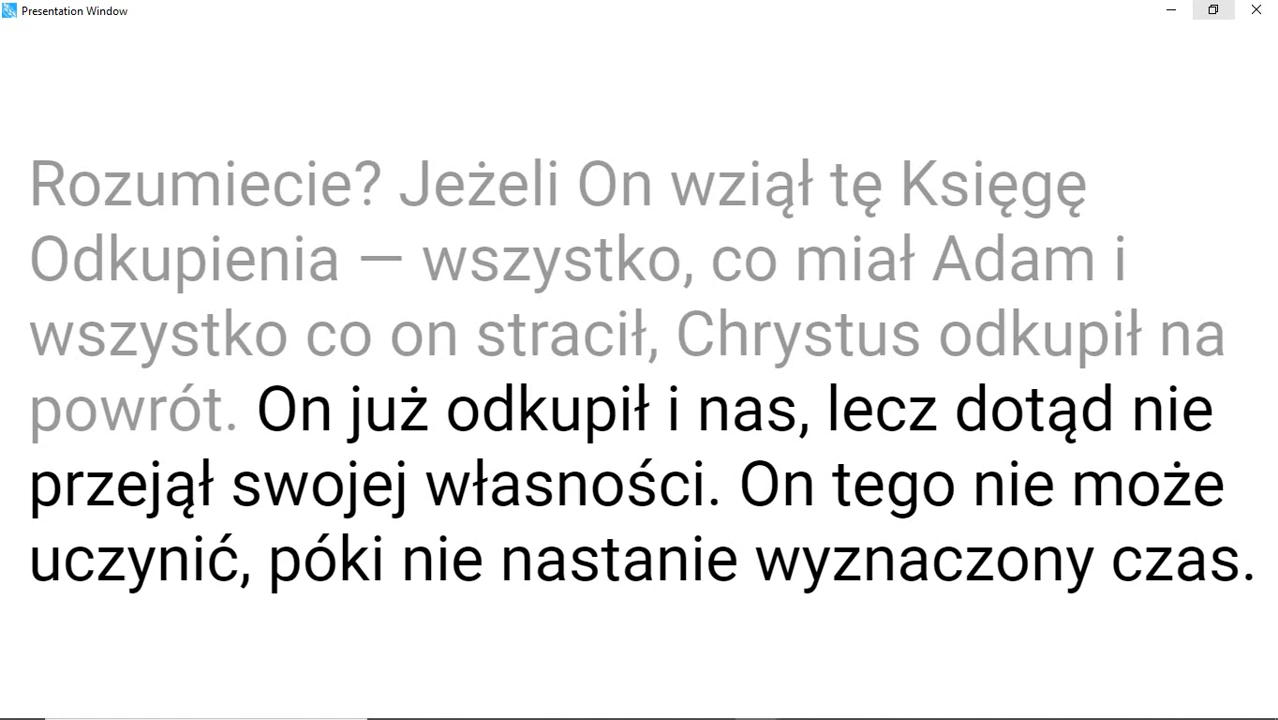 Presentation Window
Rozumiecie? Jeżeli On wziął tę Księgę
Odkupienia — wszystko, co miał Adam i
wszystko co on stracił, Chrystus odkupił na
powrót. On już odkupił i nas, lecz dotąd nie
przejął swojej własności. On tego nie może
uczynić, póki nie nastanie wyznaczony czas.